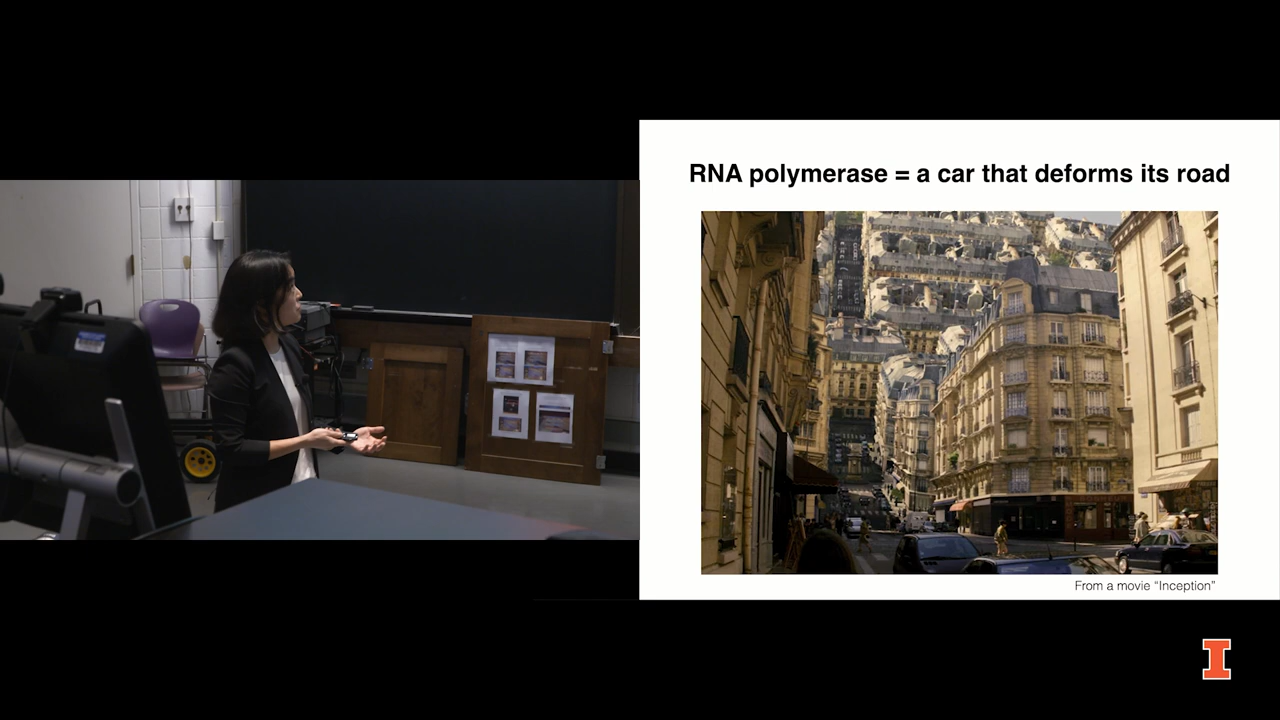 RNA polymerase = a car that deforms its road
From a movie “Inception”
I